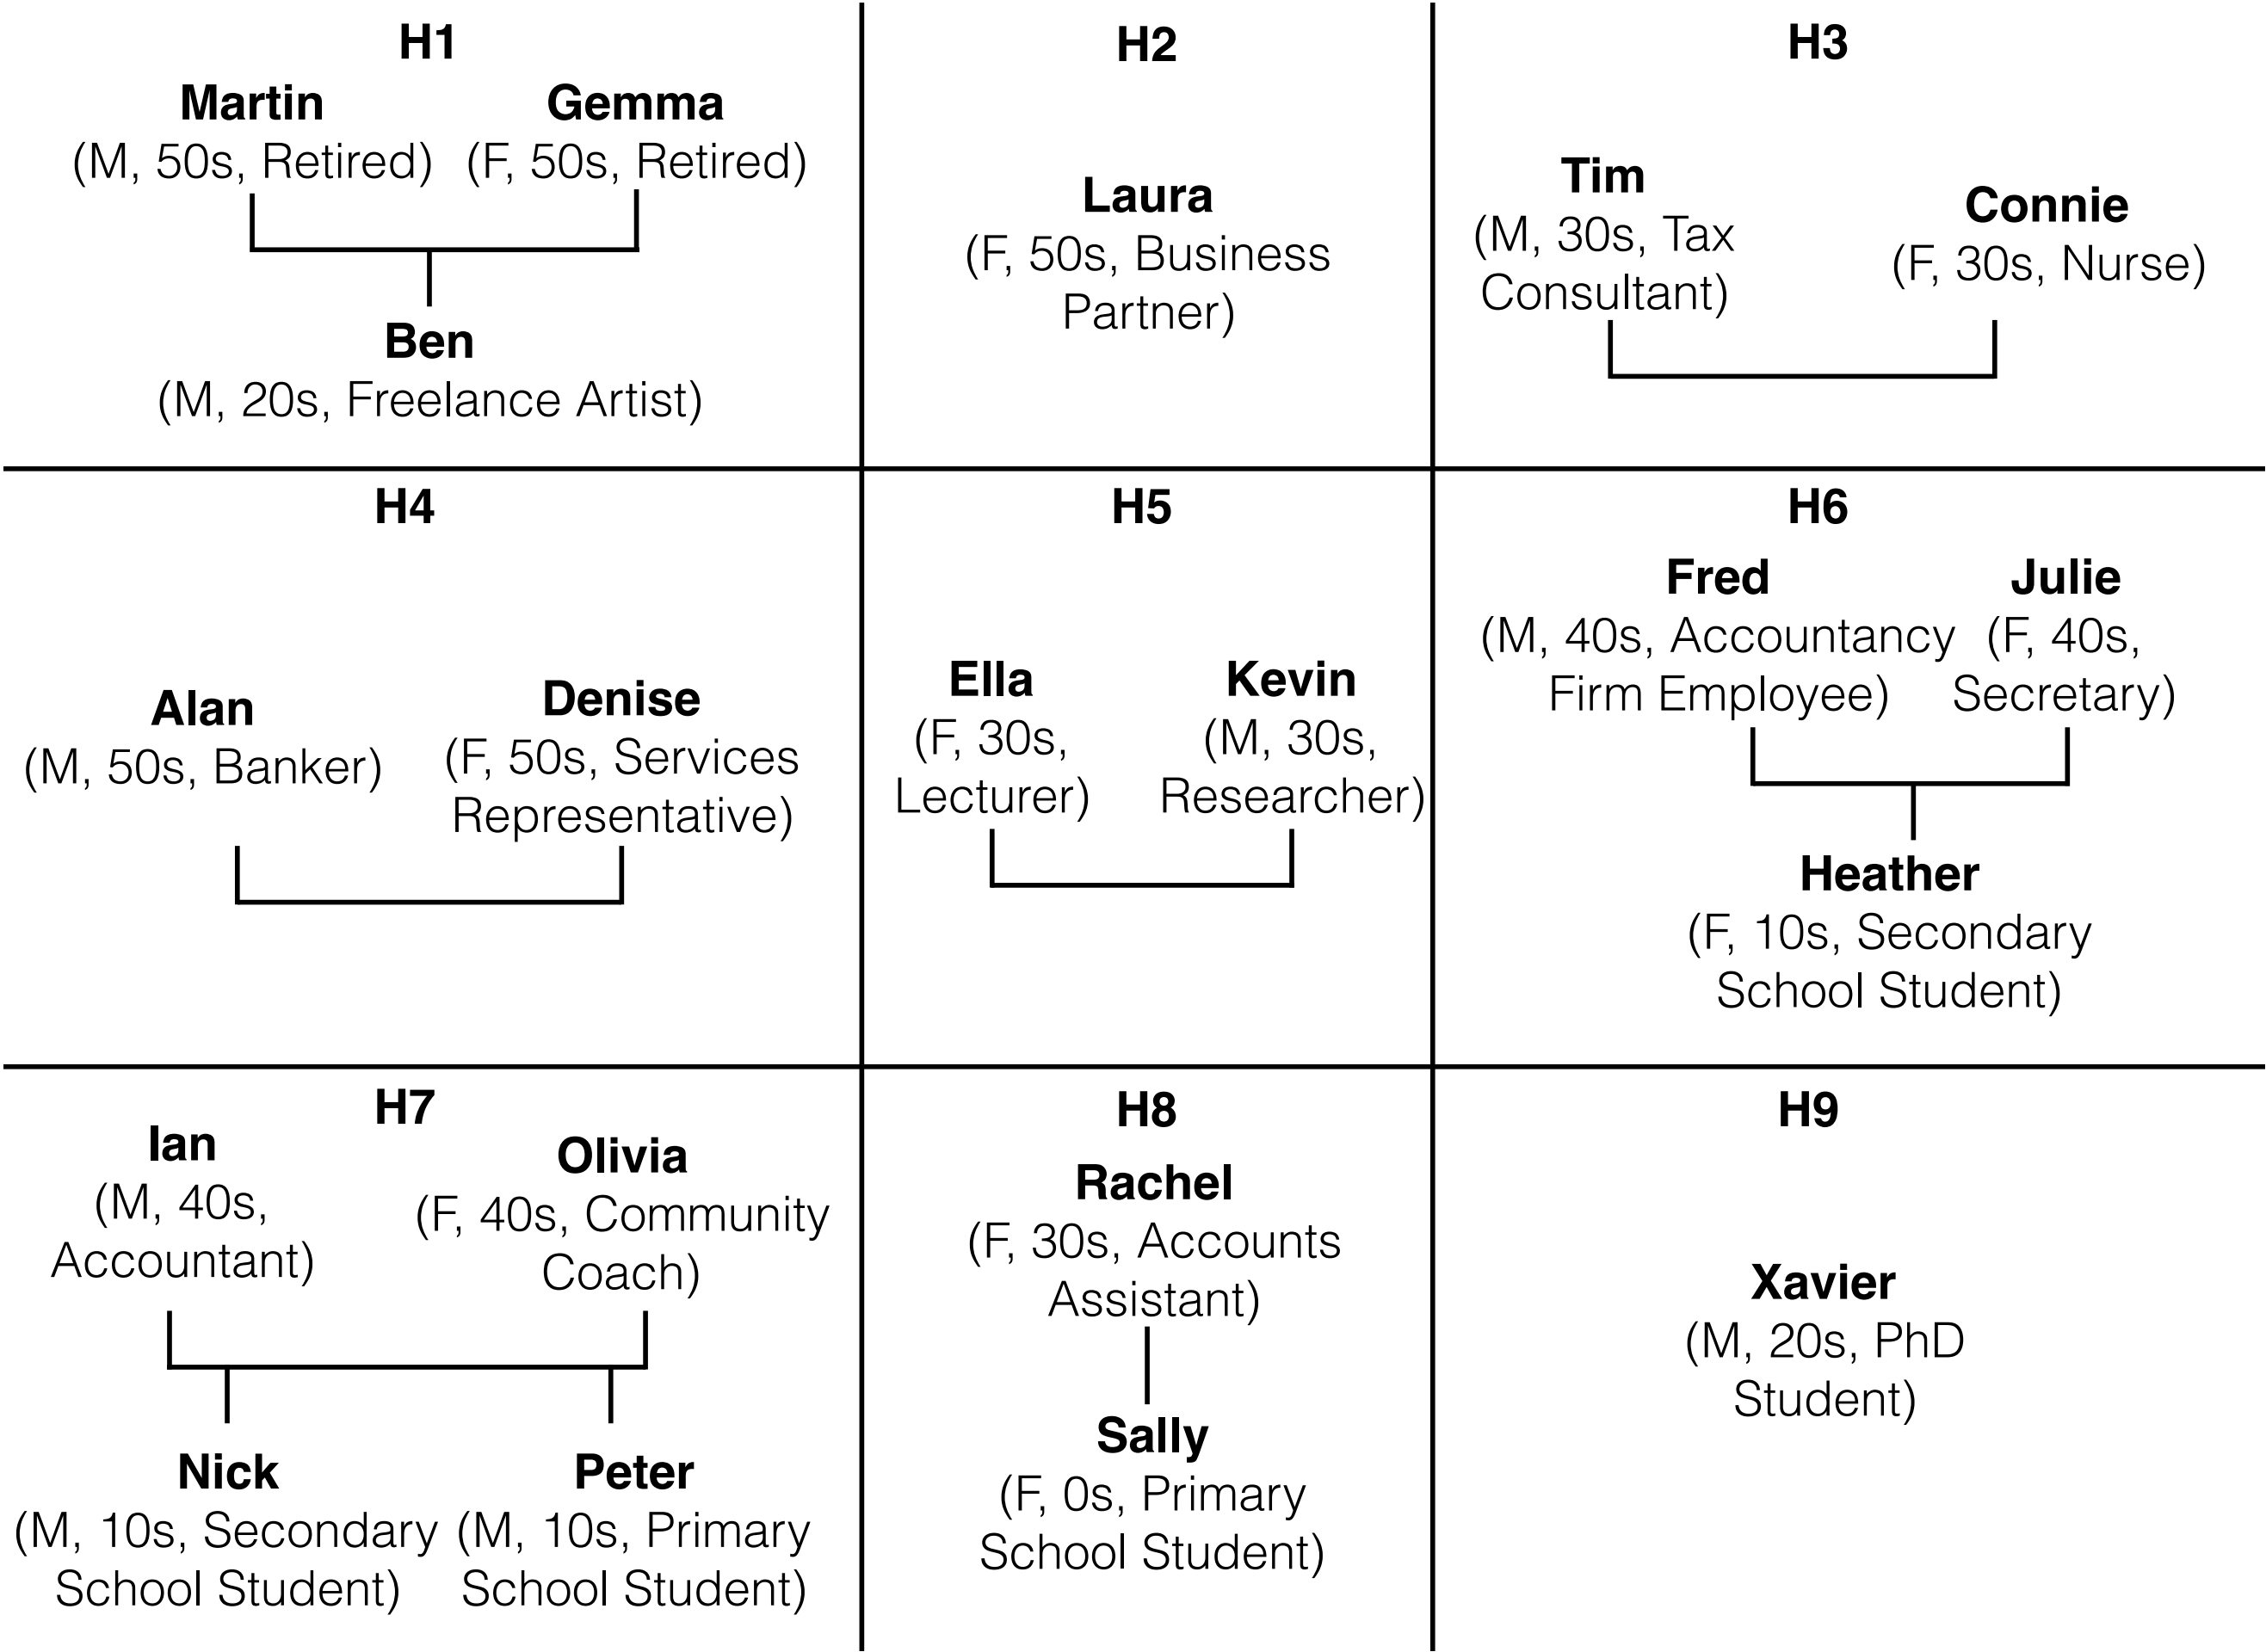 H1
Martin
(M, 50s, Retired)
Gemma
(F, 50s, Retired)
Ben
(M, 20s, Freelance Artist)
H2
Laura
(F, 50s, Business
Partner)
H3
Tim
(M, 30s, Tax
Consultant)
Connie
(F, 30s, Nurse)
H4
Alan
(M, 50s, Banker)
Denise
(F, 50s, Services
Representative)
H5
Ella
(F, 30s,
Lecturer)
Kevin
(M, 30s,
Researcher)
H6
Fred
(M, 40s, Accountancy
Firm Employee)
Julie
(F, 40s,
Secretary)
Heather
(F, 10s, Secondary
School Student)
H7
Ian
(M, 40s,
Accountant)
Olivia
(F, 40s, Community
Coach)
Nick
(M, 10s, Secondary
School Student)
Peter
(M, 10s, Primary
School Student)
H8
Rachel
(F, 30s, Accounts
Assistant)
Sally
(F, 0s, Primary
School Student)
H9
Xavier
(M, 20s, PhD
Student)